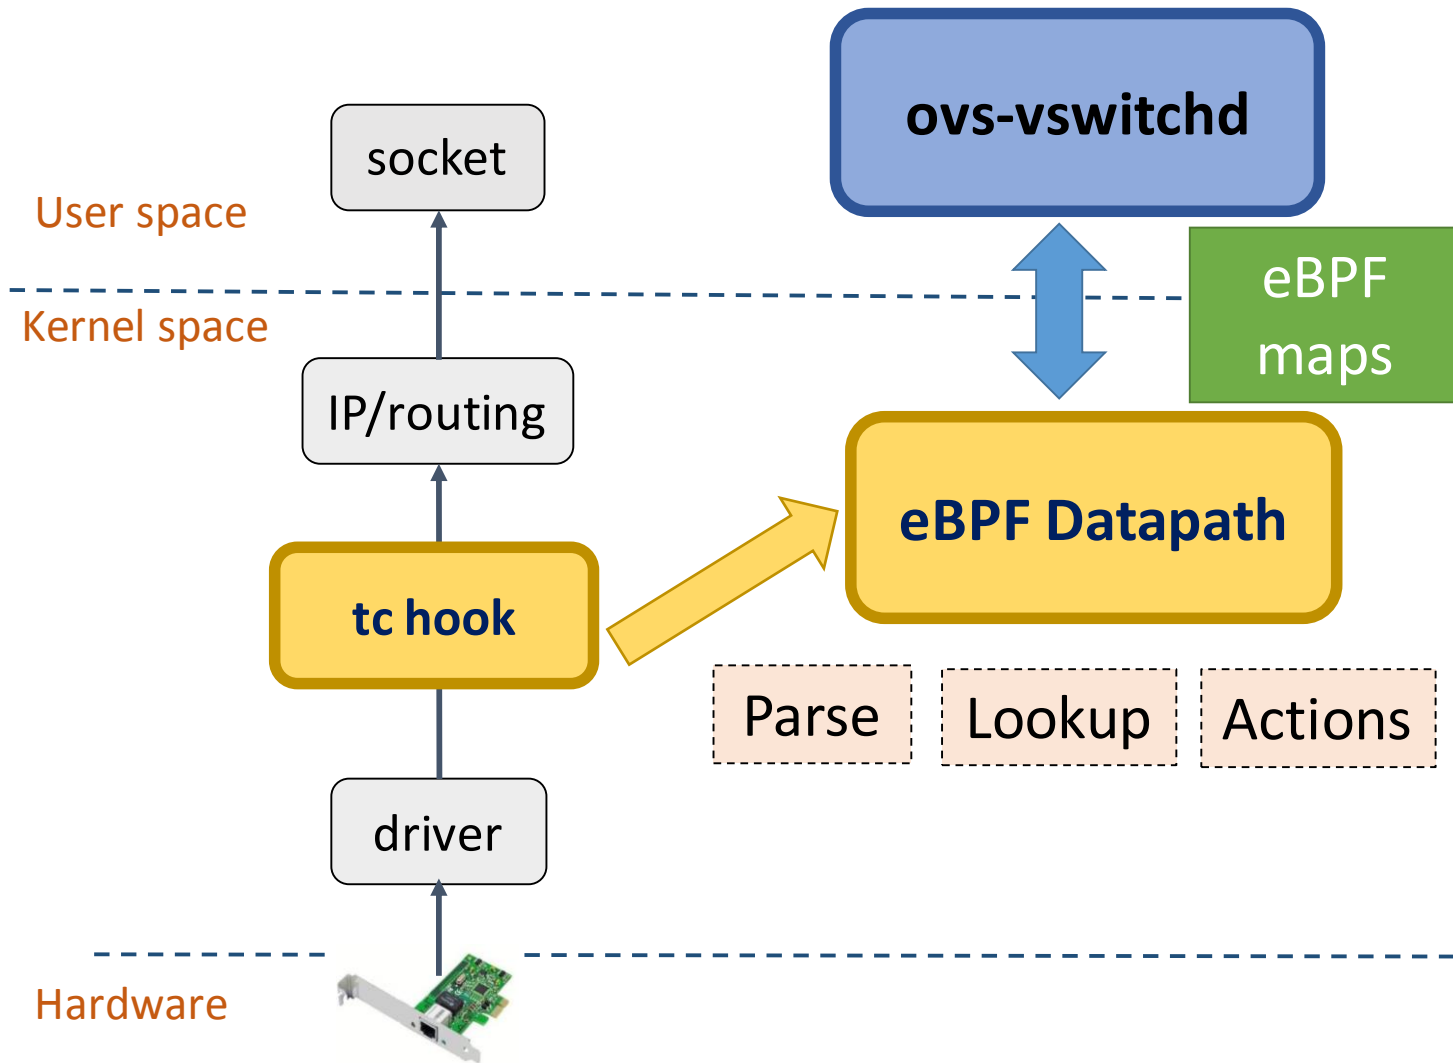 ovs-vswitchd
socket
User space
eBPF
maps
Kernel space
IP/routing
eBPF Datapath
tc hook
Parse
Lookup
Actions
driver
Hardware